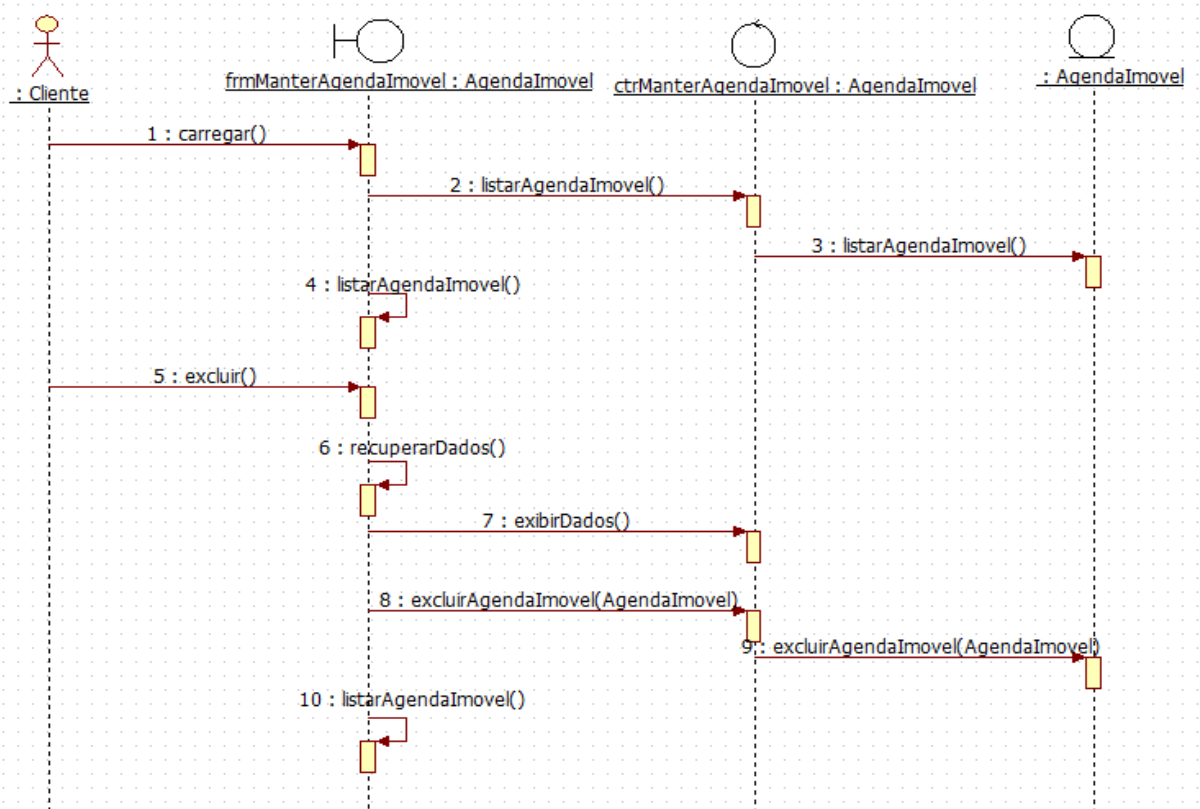 : Cliente
frmManterAgendaImovel : AgendaImovel
ctrManterAgendaImovel : AgendaImovel
: AgendaImovel
1 : carregar()
2 : listarAgendaImovel()
3 : listarAgendaImovel()
4 : listarAgendaImovel()
5 : excluir()
6 : recuperarDados()
7 : exibirDados()
8 : excluirAgendaImovel(AgendaImovel)
9 : excluirAgendaImovel(AgendaImovel)
10 : listarAgendaImovel()